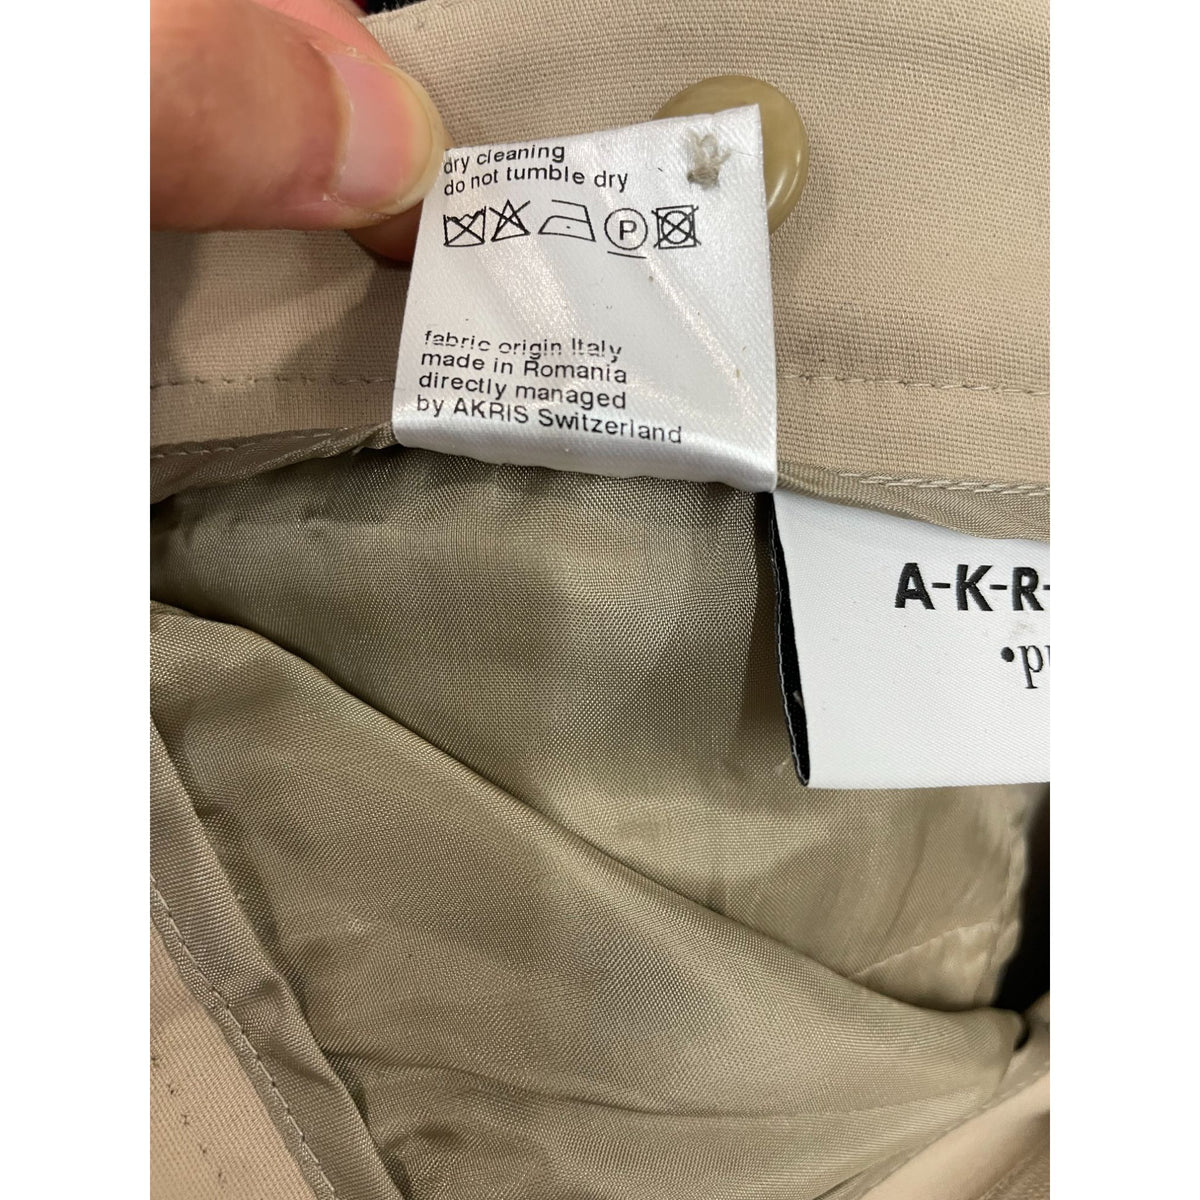 dry cleaning
do not tumble dry
P
fabric origin Italy
made in Romania
directly managed
by AKRIS Switzerland
A-K-R-